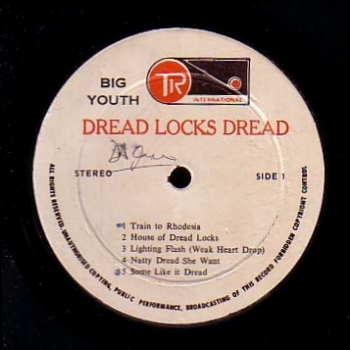 BIG
YOUTH
TR
INTERNATIONAL
DREAD LOCKS DREAD
STEREO
SIDE 1
1 Train to Rhodesia
2 House of Dread Locks
3 Lighting Flash (Weak Heart Drop)
4 Natty Dread She Want
5 Some Like it Dread
ALL RIGHTS RESERVED. UNAUTHORISED COPYING, PUBLIC PERFORMANCE, BROADCASTING OF THIS RECORD FORBIDDEN COPYRIGHT CONTROL